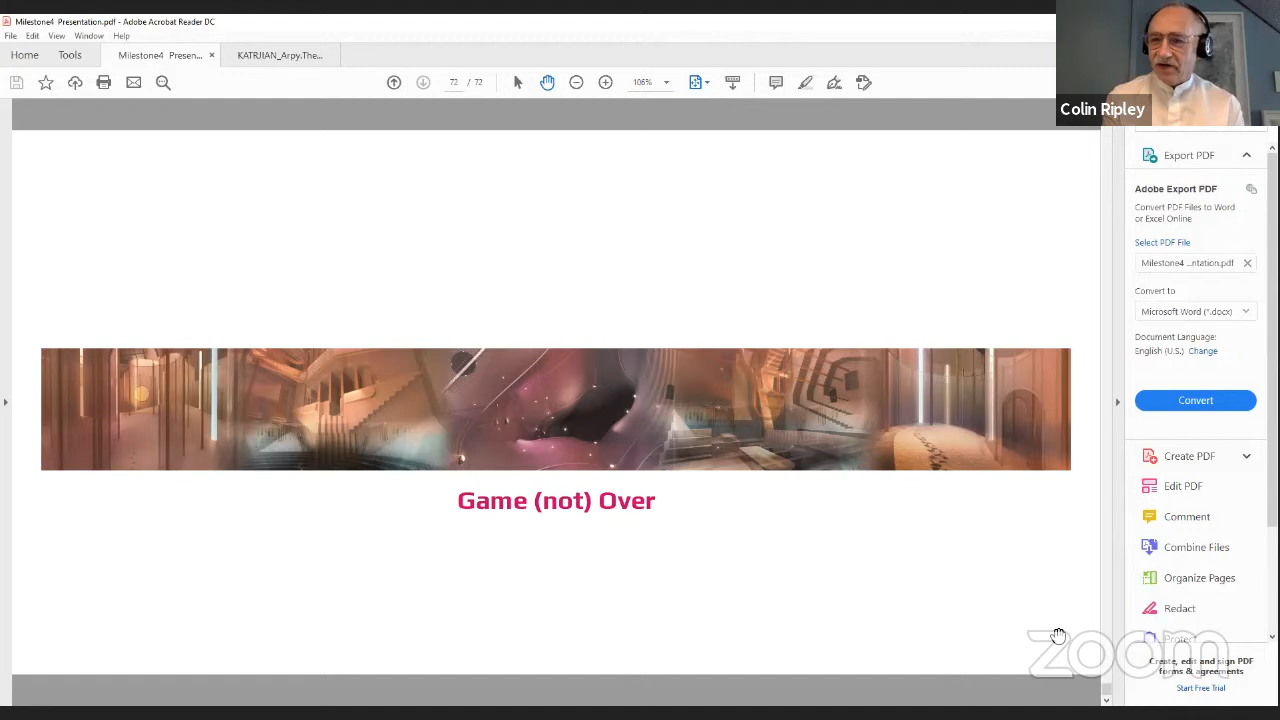 Milestone4 Presentation.pdf - Adobe Acrobat Reader DC
File Edit View Window Help
Home Tools Milestone4 Presen... × KATRJIAN_Arpy.The...
72 / 72 106%
Colin Ripley
Export PDF
Adobe Export PDF
Convert PDF Files to Word
or Excel Online
Select PDF File
Milestone4 ...ntation.pdf
Convert to
Microsoft Word (*.docx)
Document Language:
English (U.S.) Change
Convert
Create PDF
Edit PDF
Comment
Combine Files
Organize Pages
Redact
Protect
Game (not) Over
zoom
Create, edit and sign PDF
forms & agreements
Start Free Trial